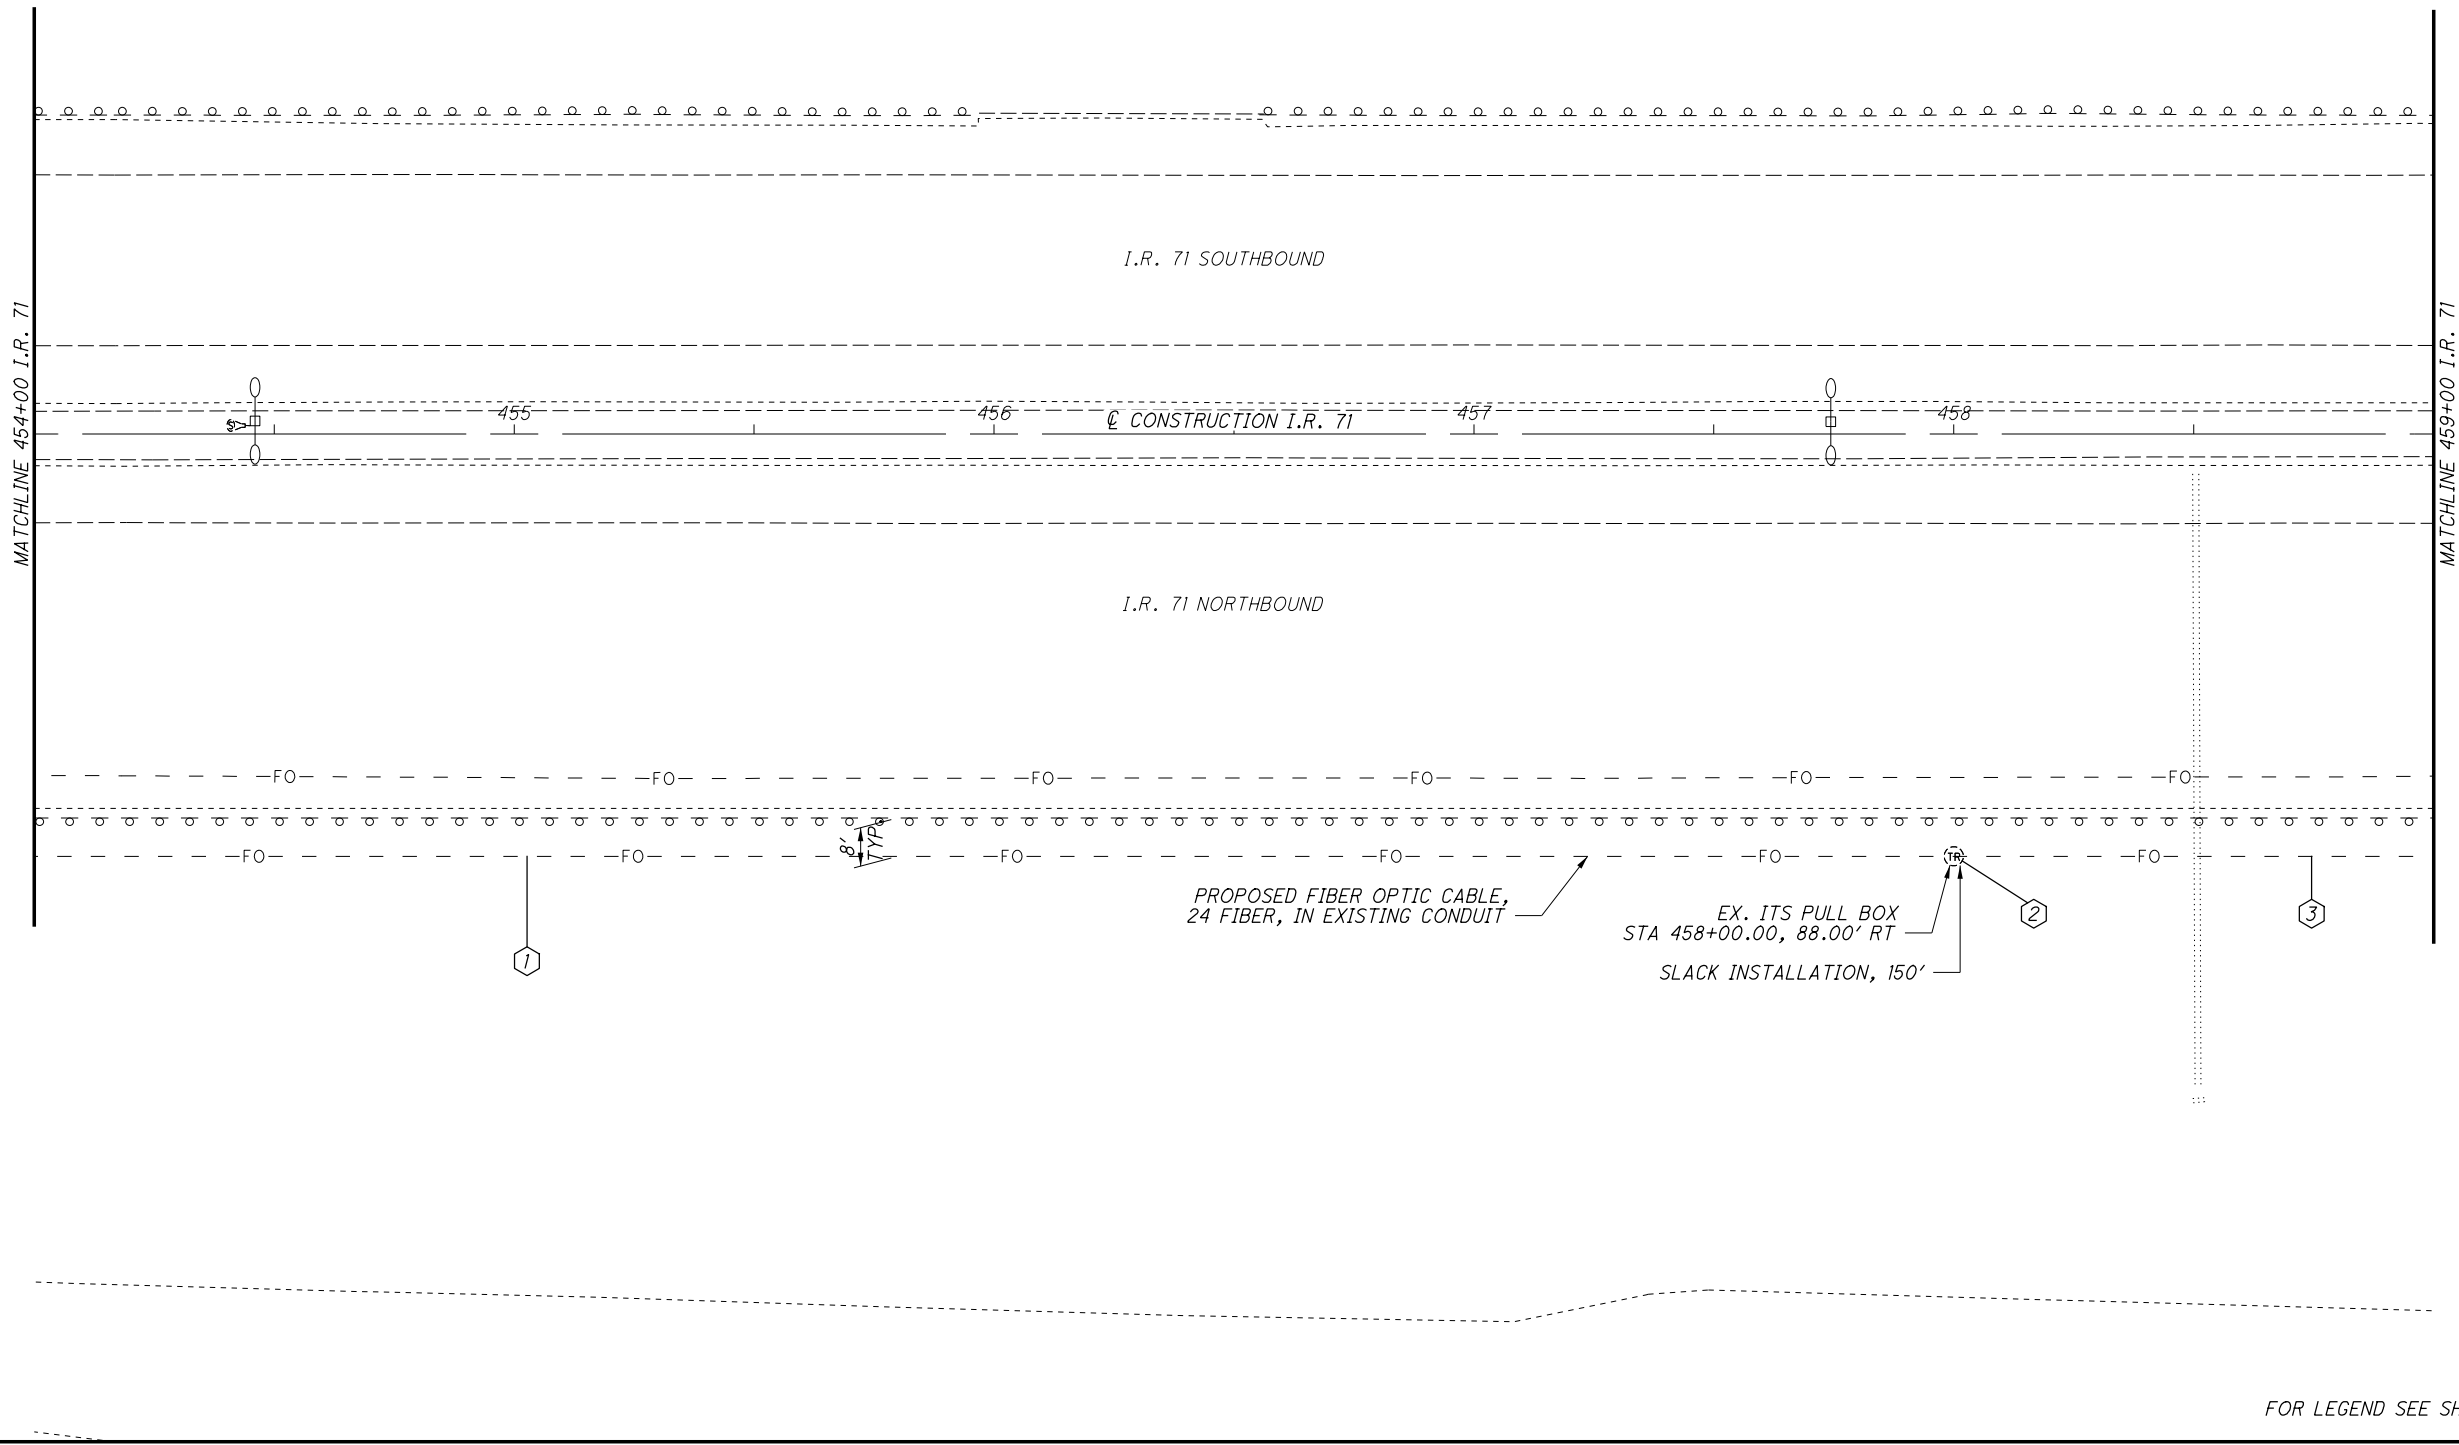 I.R. 71 SOUTHBOUND
MATCHLINE 454+00 I.R. 71
MATCHLINE 459+00 I.R. 71
455
456
457
458
℄ CONSTRUCTION I.R. 71
I.R. 71 NORTHBOUND
FO FO FO FO FO FO
8'
TYP
FO FO FO FO FO TR FO
PROPOSED FIBER OPTIC CABLE,
24 FIBER, IN EXISTING CONDUIT
EX. ITS PULL BOX
STA 458+00.00, 88.00' RT
SLACK INSTALLATION, 150'
1
2
3
FOR LEGEND SEE